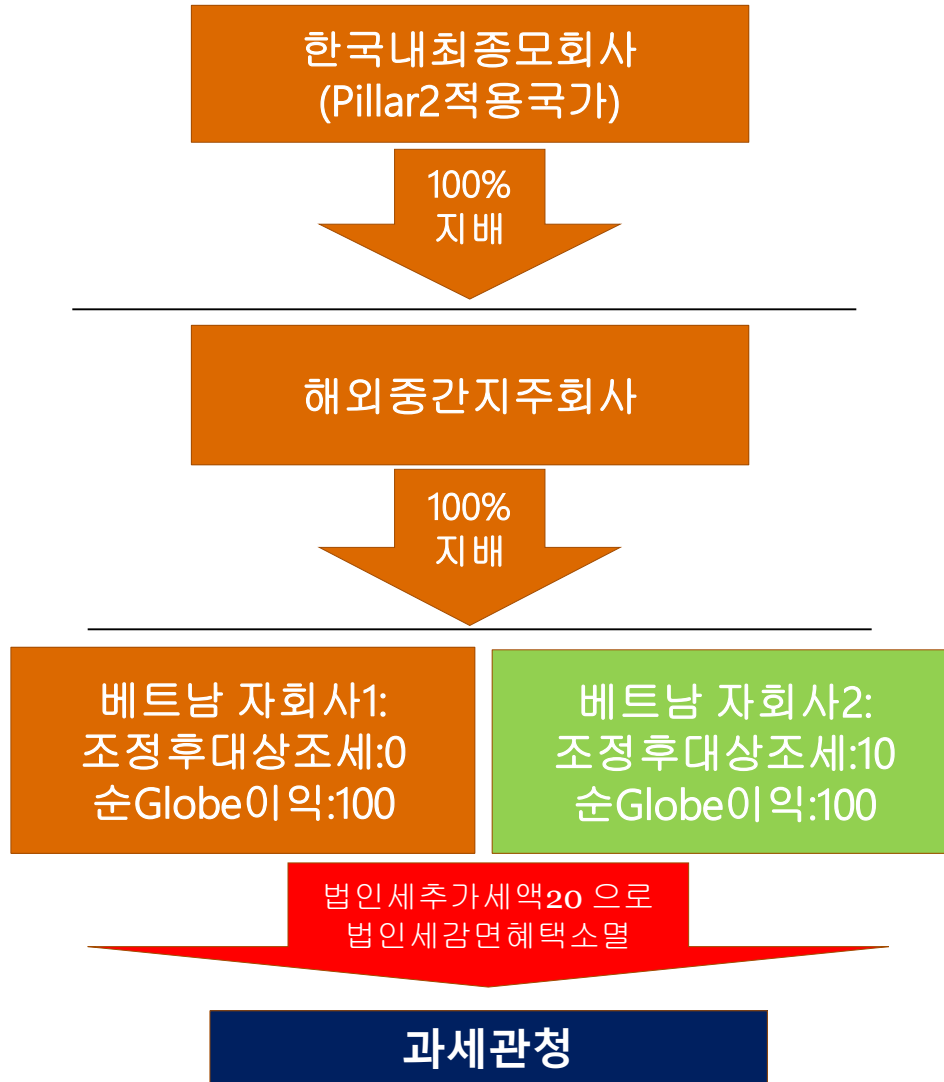 한국내최종모회사
(Pillar2적용국가)
100%
지배
해외중간지주회사
100%
지배
베트남 자회사1:
조정후대상조세:0
순Globe이익:100
베트남 자회사2:
조정후대상조세:10
순Globe이익:100
법인세추가세액20 으로
법인세감면혜택소멸
과세관청